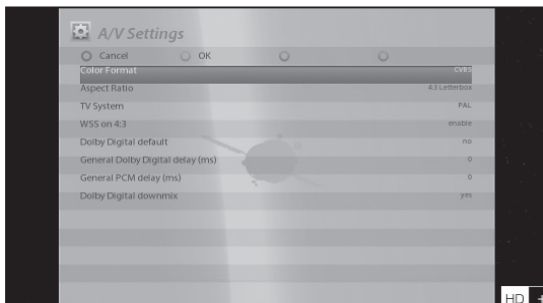 A/V Settings
Cancel OK
Color Format CVBS
Aspect Ratio 4:3 Letterbox
TV System PAL
WSS on 4:3 enable
Dolby Digital default no
General Dolby Digital delay (ms) 0
General PCM delay (ms) 0
Dolby Digital downmix yes
HD